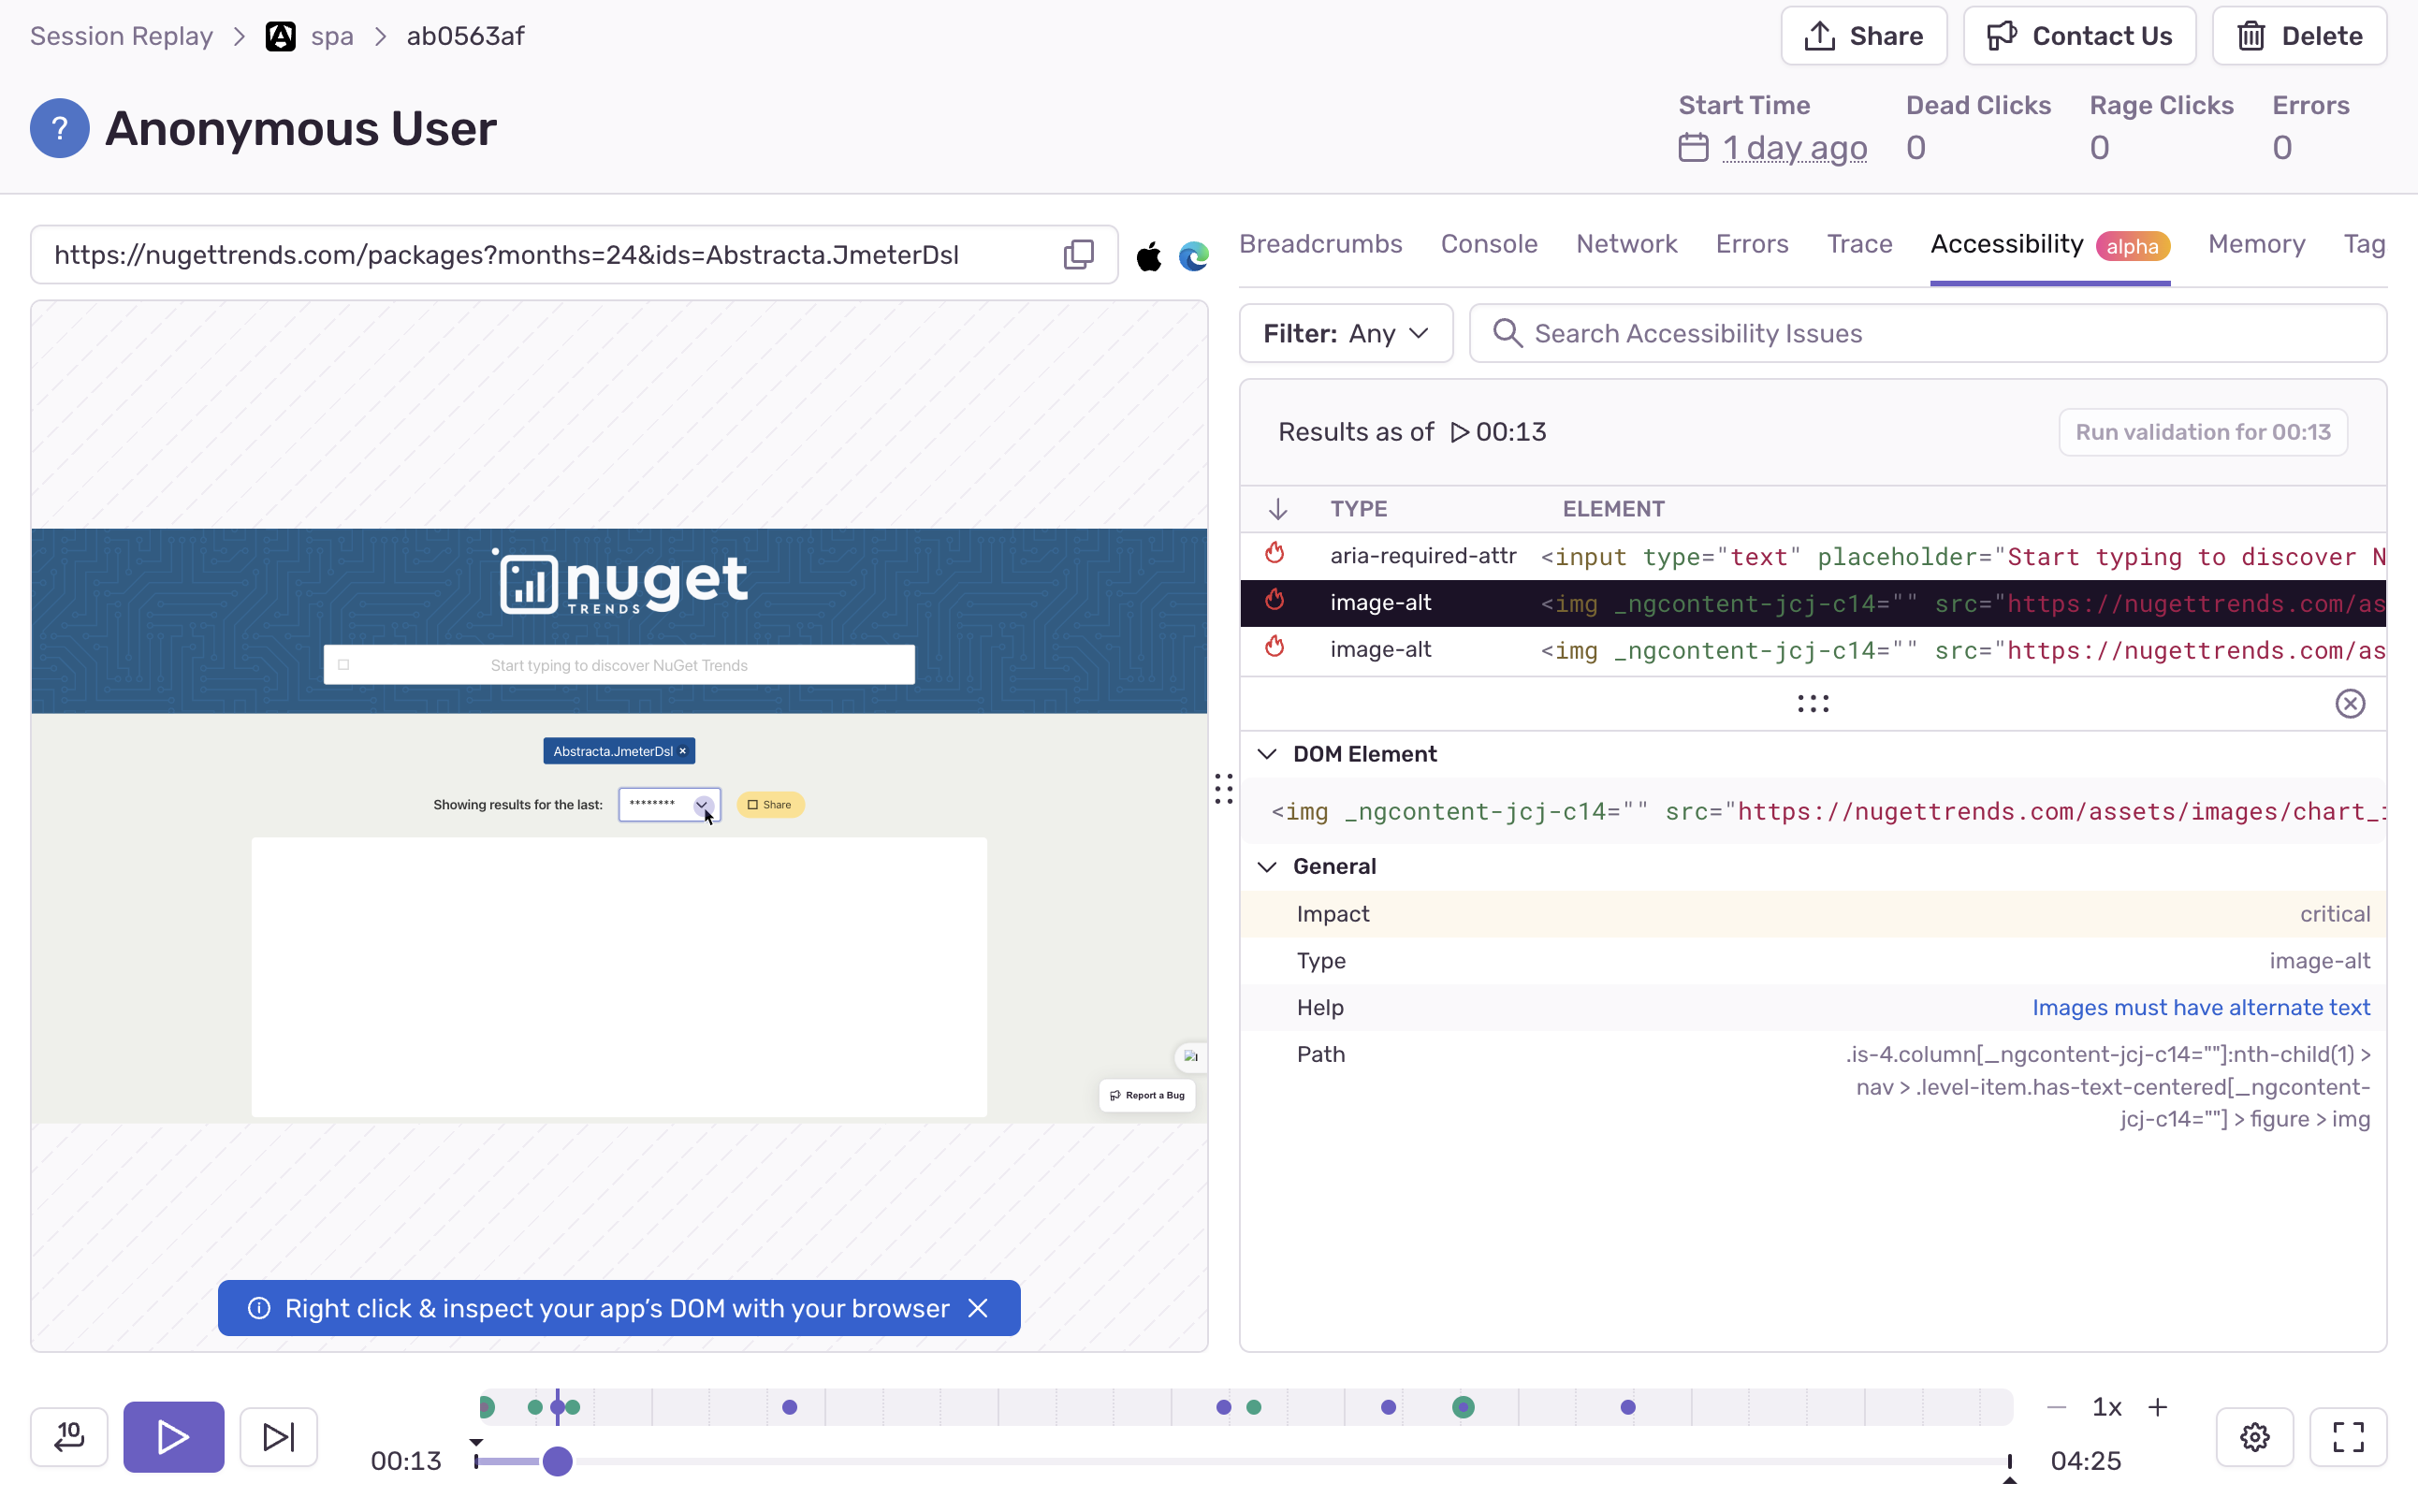 Session Replay > spa > ab0563af
Share
Contact Us
Delete
? Anonymous User
Start Time Dead Clicks Rage Clicks Errors
1 day ago 0 0 0
https://nugettrends.com/packages?months=24&ids=Abstracta.JmeterDsl
Breadcrumbs Console Network Errors Trace Accessibility alpha Memory Tag
Filter: Any
Search Accessibility Issues
Results as of 00:13
Run validation for 00:13
TYPE ELEMENT
aria-required-attr <input type="text" placeholder="Start typing to discover N
image-alt <img _ngcontent-jcj-c14="" src="https://nugettrends.com/as
image-alt <img _ngcontent-jcj-c14="" src="https://nugettrends.com/as
nuget
TRENDS
Start typing to discover NuGet Trends
Abstracta.JmeterDsl ×
Showing results for the last: ******** Share
Report a Bug
Right click & inspect your app's DOM with your browser
DOM Element
<img _ngcontent-jcj-c14="" src="https://nugettrends.com/assets/images/chart_
General
Impact critical
Type image-alt
Help Images must have alternate text
Path .is-4.column[_ngcontent-jcj-c14=""]:nth-child(1) >
nav > .level-item.has-text-centered[_ngcontent-
jcj-c14=""] > figure > img
10
1x
00:13
04:25